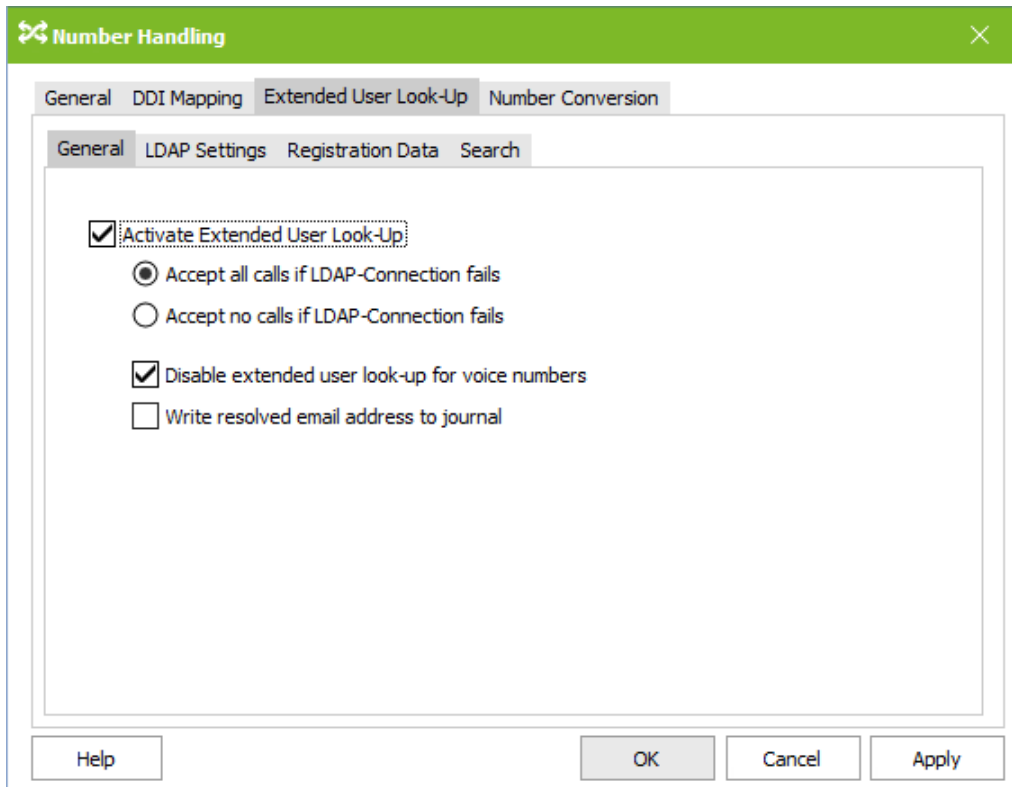 Number Handling
General DDI Mapping Extended User Look-Up Number Conversion
General LDAP Settings Registration Data Search
Activate Extended User Look-Up
Accept all calls if LDAP-Connection fails
Accept no calls if LDAP-Connection fails
Disable extended user look-up for voice numbers
Write resolved email address to journal
Help OK Cancel Apply